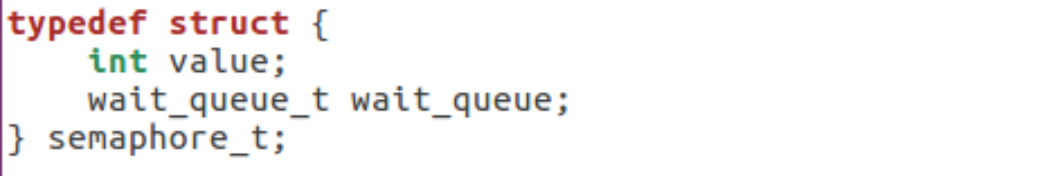 typedef struct {
    int value;
    wait_queue_t wait_queue;
} semaphore_t;